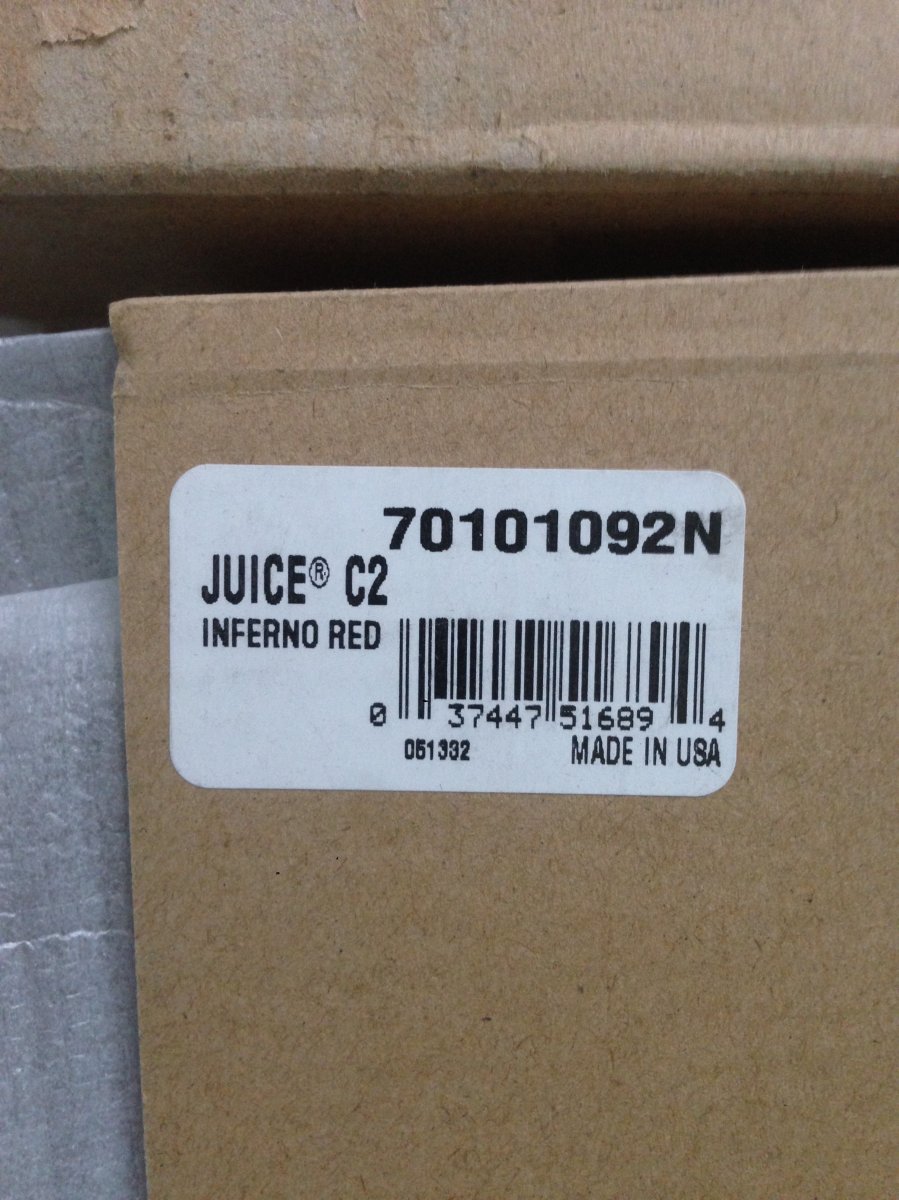 70101092N
JUICE® C2
INFERNO RED
0 37447 51689 4
051332 MADE IN USA